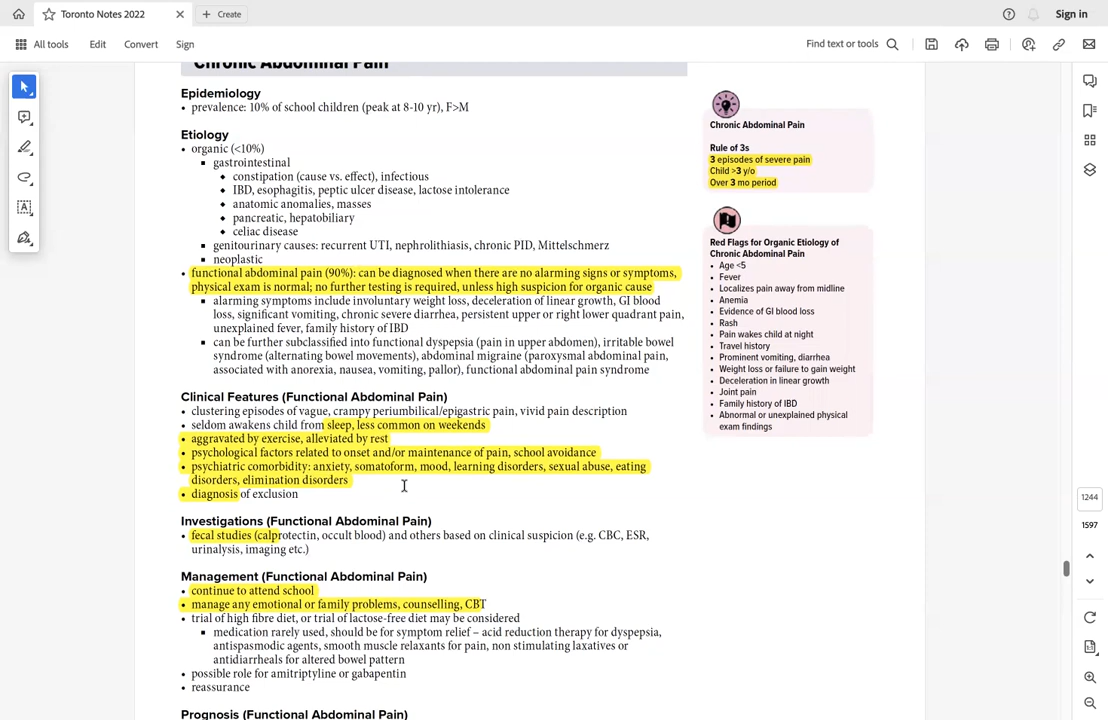 Toronto Notes 2022
Create
Sign in
All tools
Edit
Convert
Sign
Find text or tools
Chronic Abdominal Pain
Epidemiology
• prevalence: 10% of school children (peak at 8-10 yr), F>M
Etiology
• organic (<10%)
▪ gastrointestinal
◆ constipation (cause vs. effect), infectious
◆ IBD, esophagitis, peptic ulcer disease, lactose intolerance
◆ anatomic anomalies, masses
◆ pancreatic, hepatobiliary
◆ celiac disease
▪ genitourinary causes: recurrent UTI, nephrolithiasis, chronic PID, Mittelschmerz
▪ neoplastic
• functional abdominal pain (90%): can be diagnosed when there are no alarming signs or symptoms,
physical exam is normal; no further testing is required, unless high suspicion for organic cause
▪ alarming symptoms include involuntary weight loss, deceleration of linear growth, GI blood
loss, significant vomiting, chronic severe diarrhea, persistent upper or right lower quadrant pain,
unexplained fever, family history of IBD
▪ can be further subclassified into functional dyspepsia (pain in upper abdomen), irritable bowel
syndrome (alternating bowel movements), abdominal migraine (paroxysmal abdominal pain,
associated with anorexia, nausea, vomiting, pallor), functional abdominal pain syndrome
Clinical Features (Functional Abdominal Pain)
• clustering episodes of vague, crampy periumbilical/epigastric pain, vivid pain description
• seldom awakens child from sleep, less common on weekends
• aggravated by exercise, alleviated by rest
• psychological factors related to onset and/or maintenance of pain, school avoidance
• psychiatric comorbidity: anxiety, somatoform, mood, learning disorders, sexual abuse, eating
disorders, elimination disorders
• diagnosis of exclusion
Investigations (Functional Abdominal Pain)
• fecal studies (calprotectin, occult blood) and others based on clinical suspicion (e.g. CBC, ESR,
urinalysis, imaging etc.)
Management (Functional Abdominal Pain)
• continue to attend school
• manage any emotional or family problems, counselling, CBT
• trial of high fibre diet, or trial of lactose-free diet may be considered
▪ medication rarely used, should be for symptom relief – acid reduction therapy for dyspepsia,
antispasmodic agents, smooth muscle relaxants for pain, non stimulating laxatives or
antidiarrheals for altered bowel pattern
• possible role for amitriptyline or gabapentin
• reassurance
Prognosis (Functional Abdominal Pain)
Chronic Abdominal Pain
Rule of 3s
3 episodes of severe pain
Child >3 y/o
Over 3 mo period
Red Flags for Organic Etiology of
Chronic Abdominal Pain
• Age <5
• Fever
• Localizes pain away from midline
• Anemia
• Evidence of GI blood loss
• Rash
• Pain wakes child at night
• Travel history
• Prominent vomiting, diarrhea
• Weight loss or failure to gain weight
• Deceleration in linear growth
• Joint pain
• Family history of IBD
• Abnormal or unexplained physical
exam findings
1244
1597